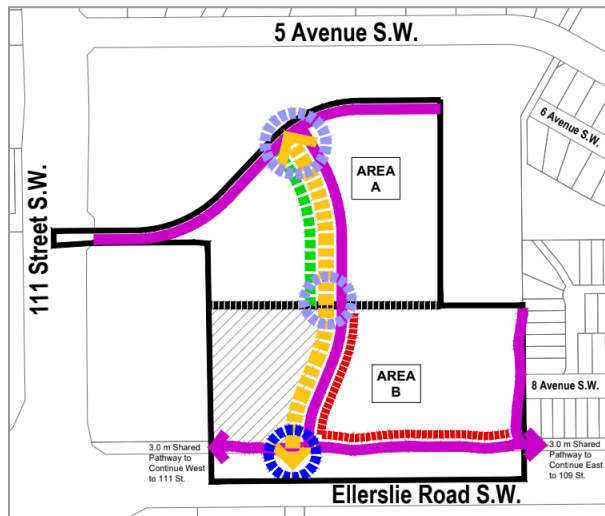 5 Avenue S.W.
6 Avenue S.W.
111 Street S.W.
AREA
A
AREA
B
8 Avenue S.W.
3.0 m Shared
Pathway to
Continue West
to 111 St.
3.0 m Shared
Pathway to
Continue East
to 109 St.
Ellerslie Road S.W.